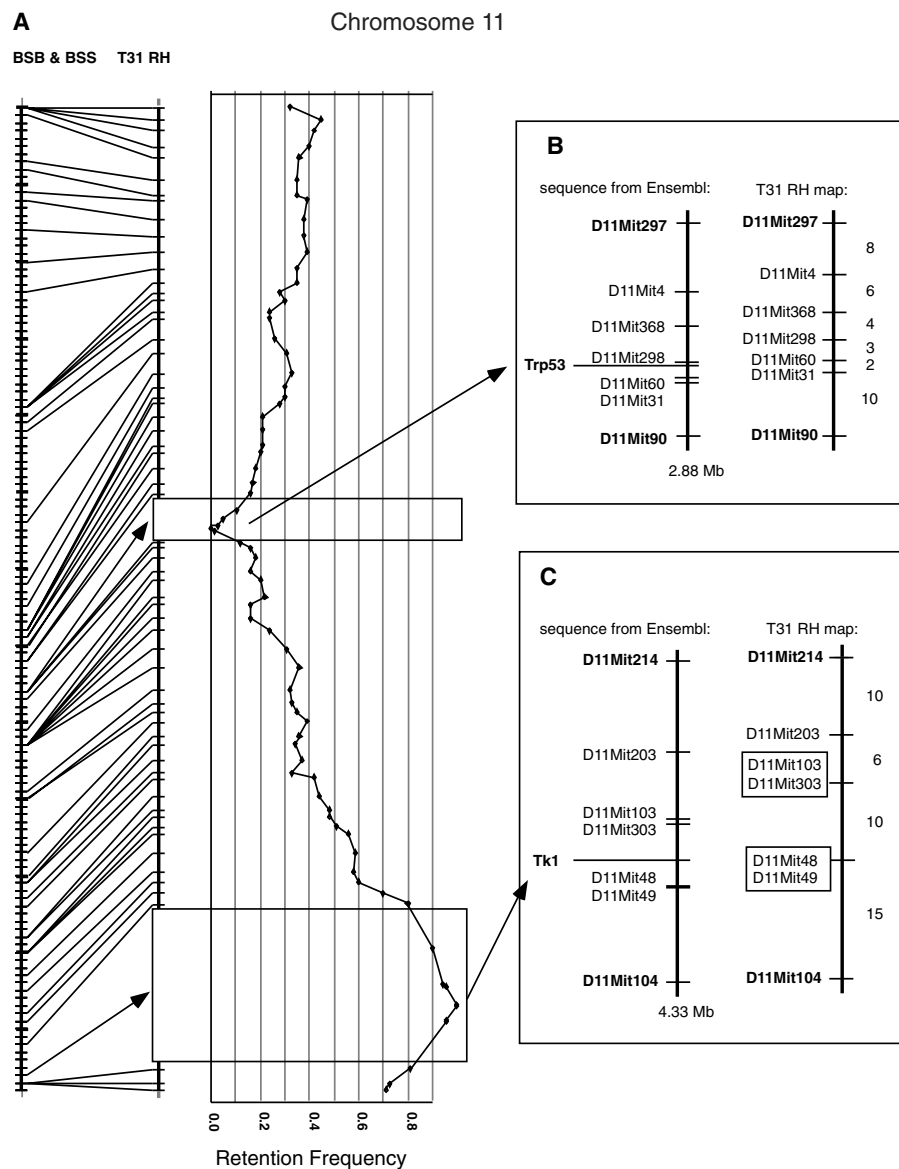 A
Chromosome 11
BSB & BSS T31 RH
0.0 0.2 0.4 0.6 0.8
Retention Frequency
B
sequence from Ensembl:
D11Mit297
D11Mit4
D11Mit368
D11Mit298
Trp53
D11Mit60
D11Mit31
D11Mit90
2.88 Mb
T31 RH map:
D11Mit297
8
D11Mit4
6
D11Mit368
4
D11Mit298
3
D11Mit60
2
D11Mit31
10
D11Mit90
C
sequence from Ensembl:
D11Mit214
D11Mit203
D11Mit103
D11Mit303
Tk1
D11Mit48
D11Mit49
D11Mit104
4.33 Mb
T31 RH map:
D11Mit214
10
D11Mit203
6
D11Mit103
D11Mit303
10
D11Mit48
D11Mit49
15
D11Mit104